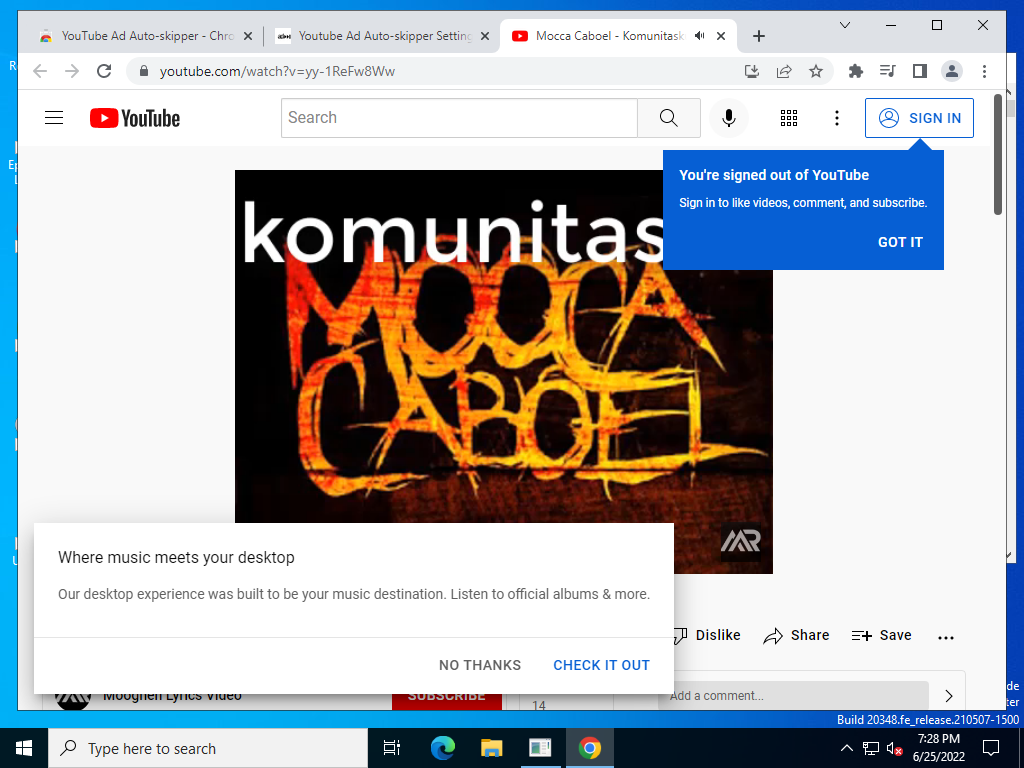 YouTube Ad Auto-skipper - Chro
Youtube Ad Auto-skipper Setting
Mocca Caboel - Komunitask
youtube.com/watch?v=yy-1ReFw8Ww
YouTube
Search
SIGN IN
You're signed out of YouTube
Sign in to like videos, comment, and subscribe.
GOT IT
komunitas
MOCCA
CABOEL
MR
Where music meets your desktop
Our desktop experience was built to be your music destination. Listen to official albums & more.
NO THANKS
CHECK IT OUT
Dislike
Share
Save
Mooghen Lyrics Video
SUBSCRIBE
14
Add a comment...
Build 20348.fe_release.210507-1500
Type here to search
7:28 PM
6/25/2022